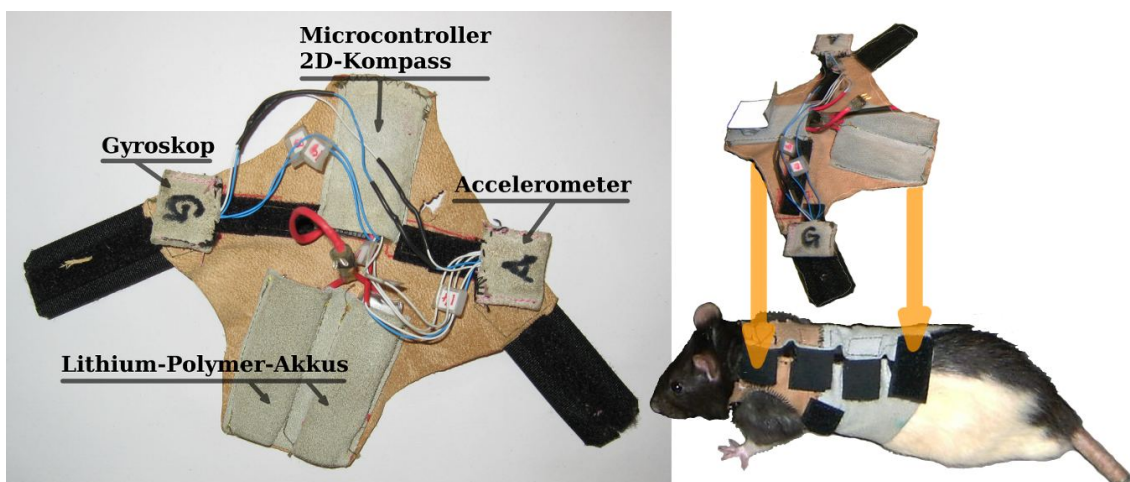 Microcontroller
2D-Kompass
Gyroskop
Accelerometer
G
A
Lithium-Polymer-Akkus
G